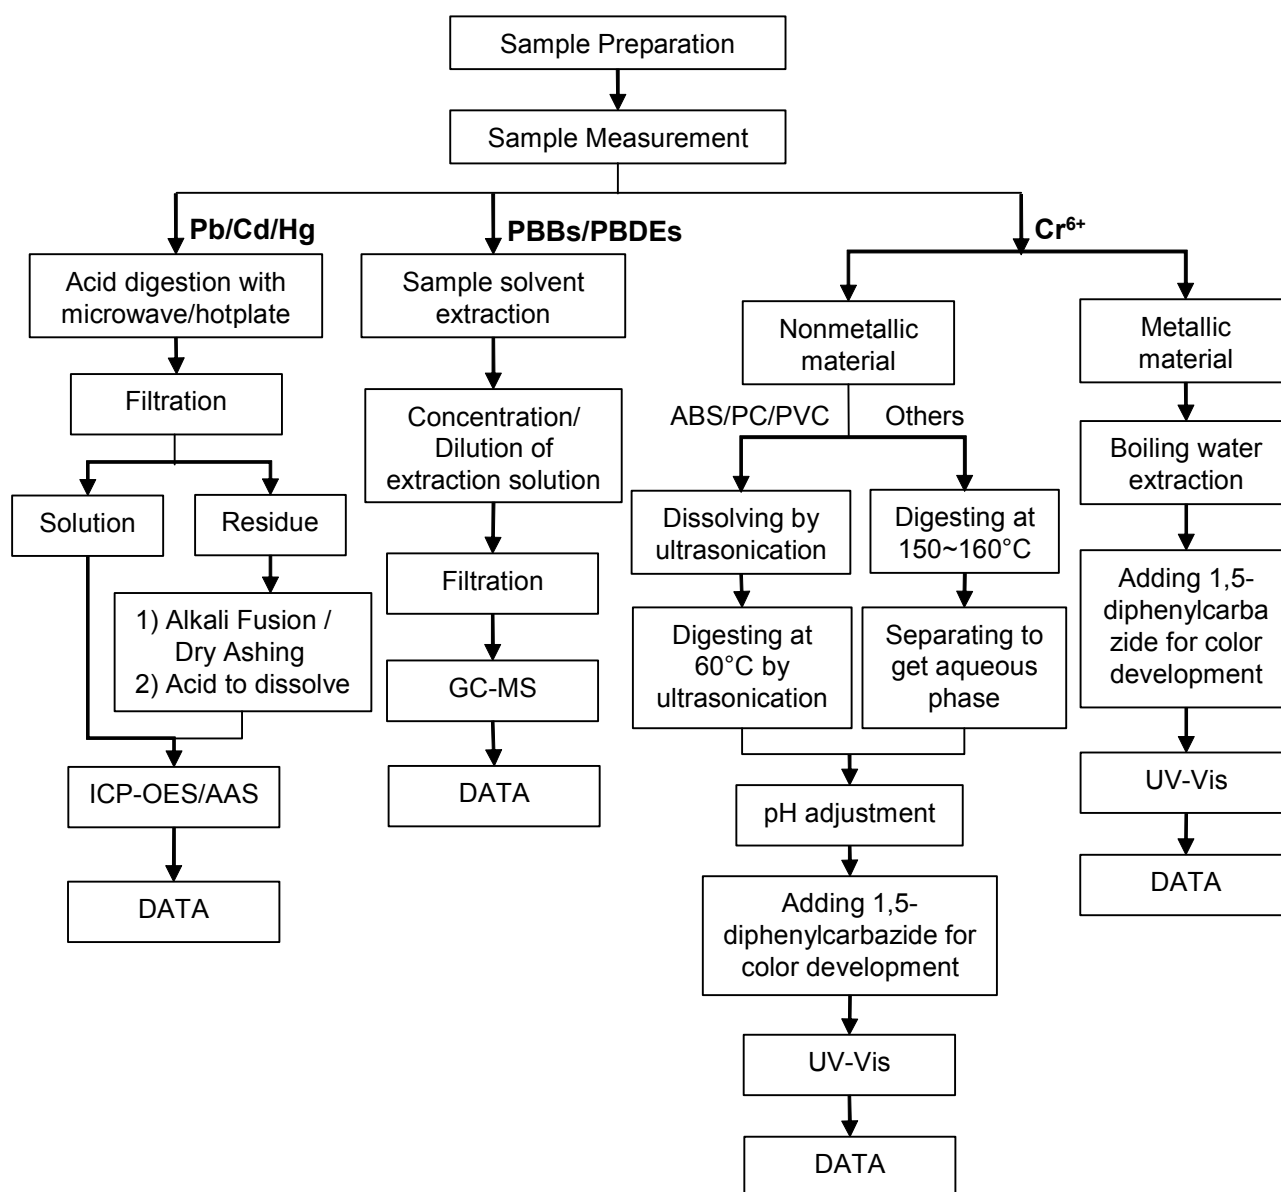 Sample Preparation
Sample Measurement
Pb/Cd/Hg
PBBs/PBDEs
Cr⁶⁺
Acid digestion with
microwave/hotplate
Sample solvent
extraction
Nonmetallic
material
Metallic
material
Filtration
Concentration/
Dilution of
extraction solution
ABS/PC/PVC
Others
Boiling water
extraction
Solution
Residue
Dissolving by
ultrasonication
Digesting at
150~160°C
Filtration
Adding 1,5-
diphenylcarba
zide for color
development
1) Alkali Fusion /
Dry Ashing
2) Acid to dissolve
Digesting at
60°C by
ultrasonication
Separating to
get aqueous
phase
GC-MS
ICP-OES/AAS
DATA
pH adjustment
UV-Vis
DATA
DATA
Adding 1,5-
diphenylcarbazide for
color development
UV-Vis
DATA